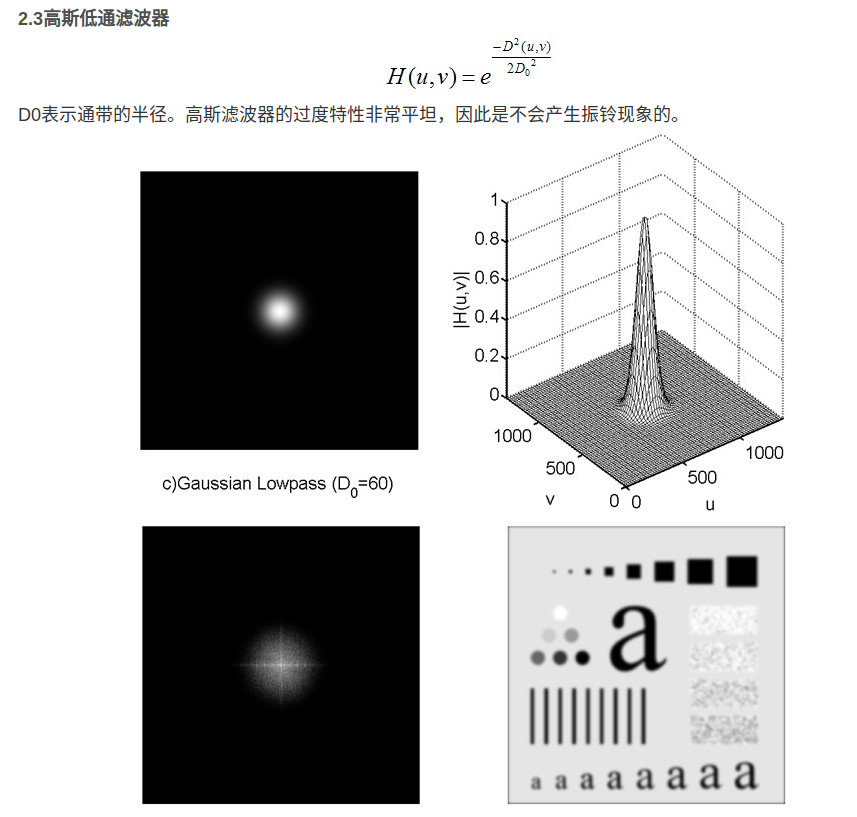 2.3高斯低通滤波器
H(u,v)=e^{\frac{-D^2(u,v)}{2D_0^2}}
D0表示通带的半径。高斯滤波器的过度特性非常平坦，因此是不会产生振铃现象的。
1
0.8
0.6
0.4
0.2
0
|H(u,v)|
1000
500
0
v
0
500
1000
u
c)Gaussian Lowpass (D_0=60)
a
a a a a a a a a